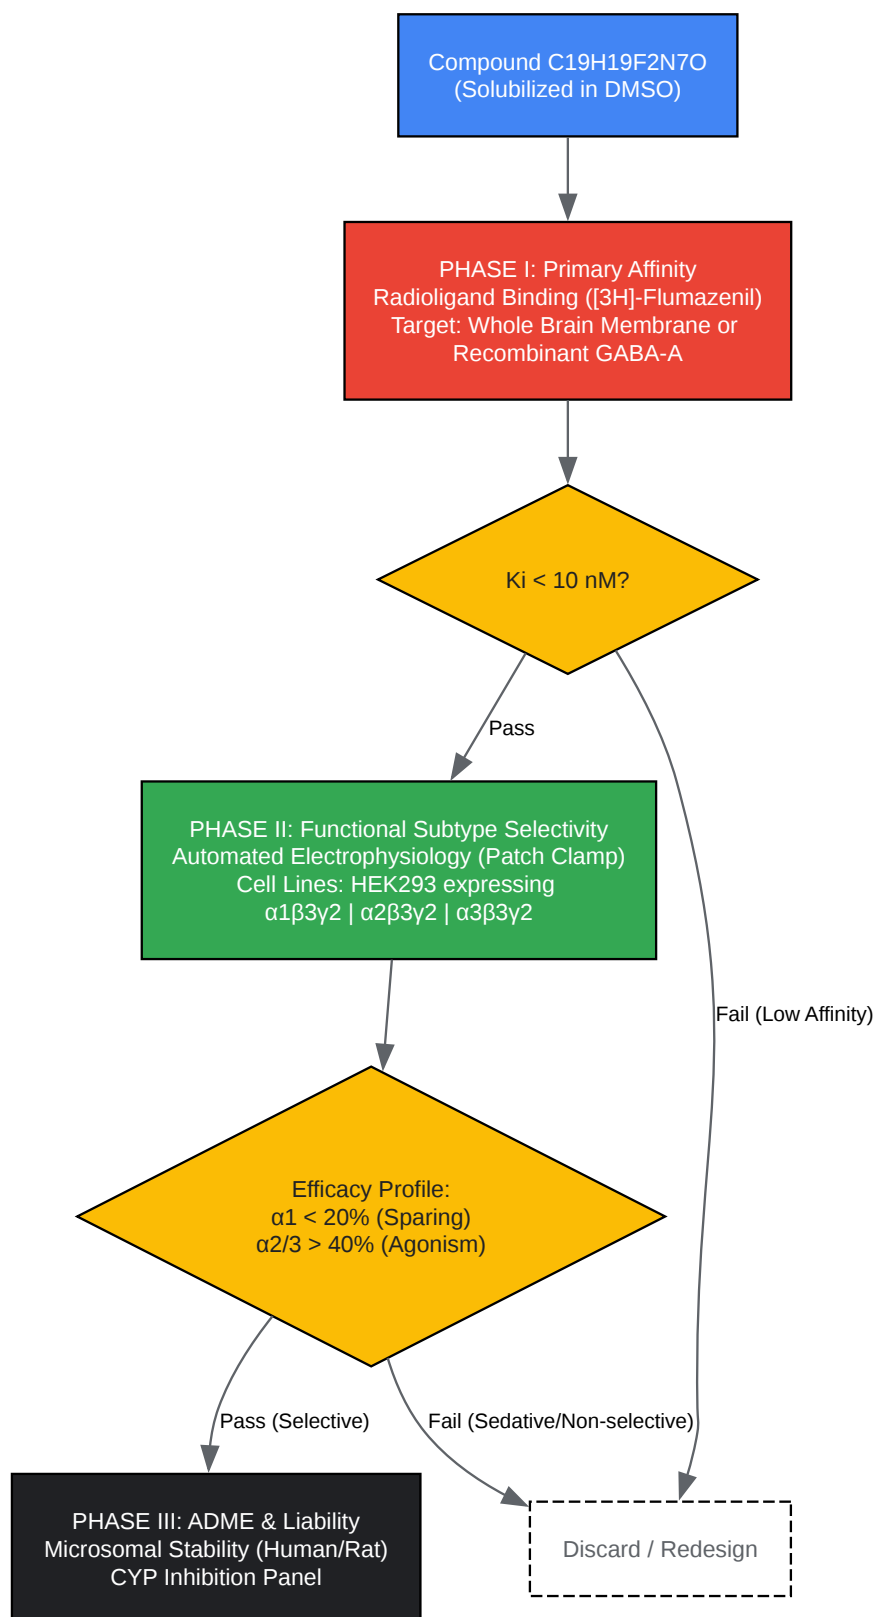 Compound C19H19F2N7O
(Solubilized in DMSO)
PHASE I: Primary Affinity
Radioligand Binding ([3H]-Flumazenil)
Target: Whole Brain Membrane or
Recombinant GABA-A
Ki < 10 nM?
Pass
PHASE II: Functional Subtype Selectivity
Automated Electrophysiology (Patch Clamp)
Cell Lines: HEK293 expressing
α1β3γ2 | α2β3γ2 | α3β3γ2
Fail (Low Affinity)
Efficacy Profile:
α1 < 20% (Sparing)
α2/3 > 40% (Agonism)
Pass (Selective)
Fail (Sedative/Non-selective)
PHASE III: ADME & Liability
Microsomal Stability (Human/Rat)
CYP Inhibition Panel
Discard / Redesign